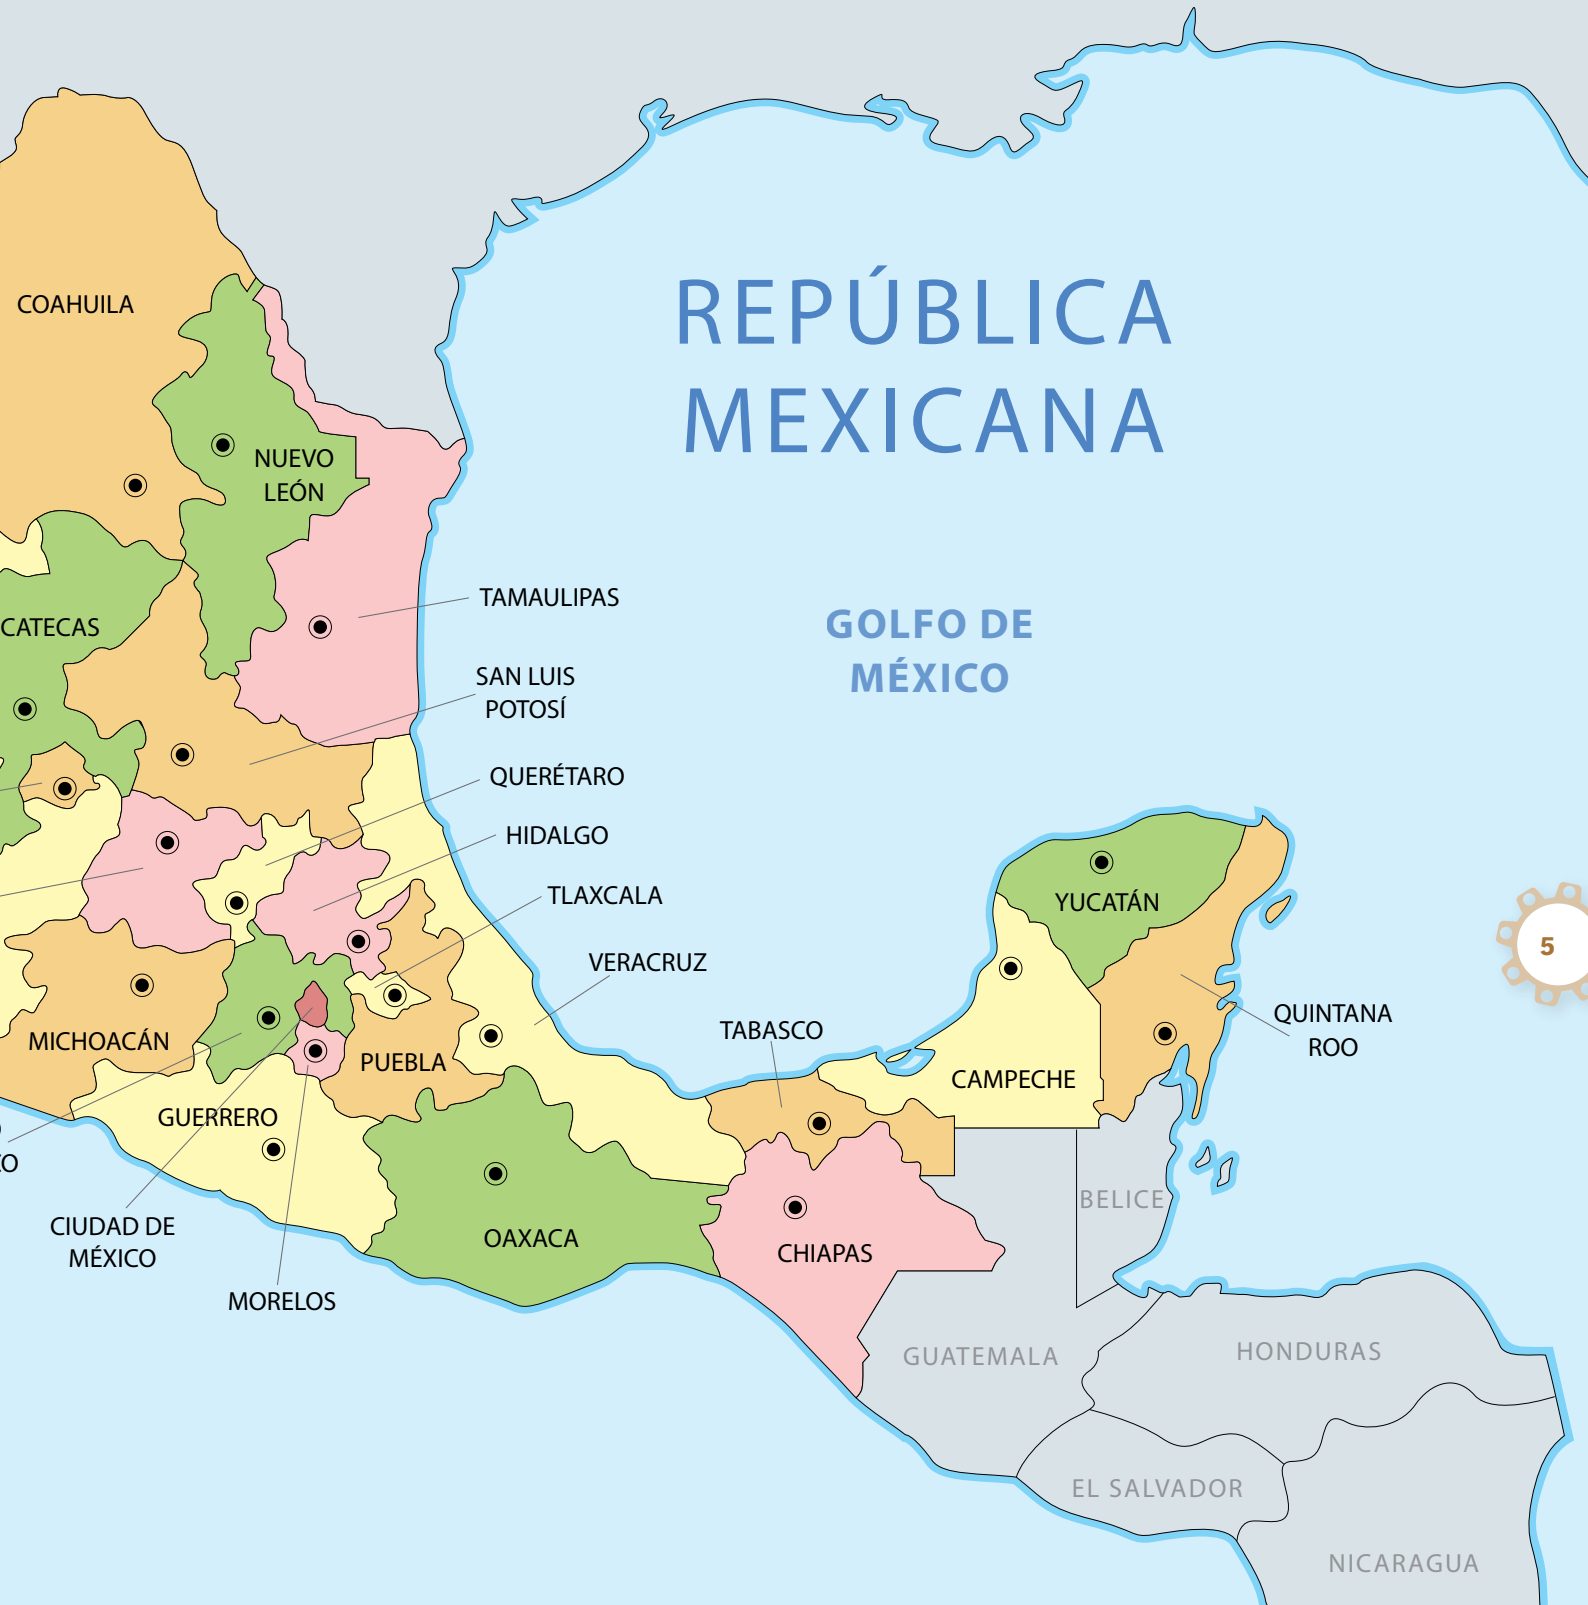 REPÚBLICA
MEXICANA
COAHUILA
NUEVO
LEÓN
TAMAULIPAS
GOLFO DE
MÉXICO
CATECAS
SAN LUIS
POTOSÍ
QUERÉTARO
HIDALGO
TLAXCALA
YUCATÁN
5
VERACRUZ
QUINTANA
ROO
TABASCO
MICHOACÁN
PUEBLA
CAMPECHE
GUERRERO
CO
BELICE
CIUDAD DE
MÉXICO
OAXACA
CHIAPAS
MORELOS
GUATEMALA
HONDURAS
EL SALVADOR
NICARAGUA